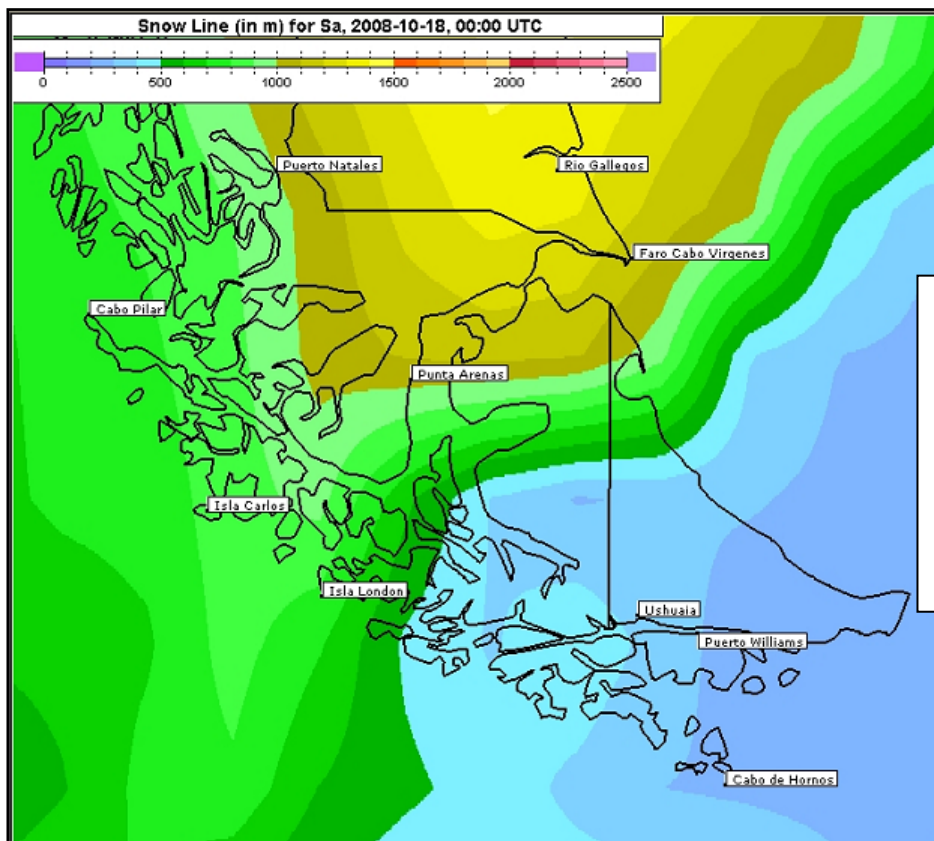 Snow Line (in m) for Sa, 2008-10-18, 00:00 UTC
0 500 1000 1500 2000 2500
Puerto Natales
Rio Gallegos
Faro Cabo Virgenes
Cabo Pilar
Punta Arenas
Isla Carlos
Isla London
Ushuaia
Puerto Williams
Cabo de Hornos